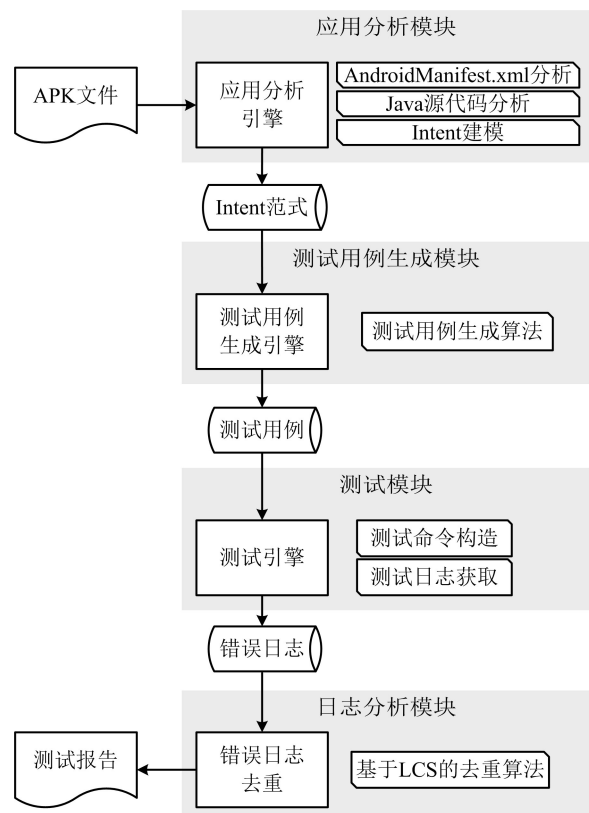 应用分析模块
APK文件
应用分析
引擎
AndroidManifest.xml分析
Java源代码分析
Intent建模
Intent范式
测试用例生成模块
测试用例
生成引擎
测试用例生成算法
测试用例
测试模块
测试引擎
测试命令构造
测试日志获取
错误日志
日志分析模块
测试报告
错误日志
去重
基于LCS的去重算法